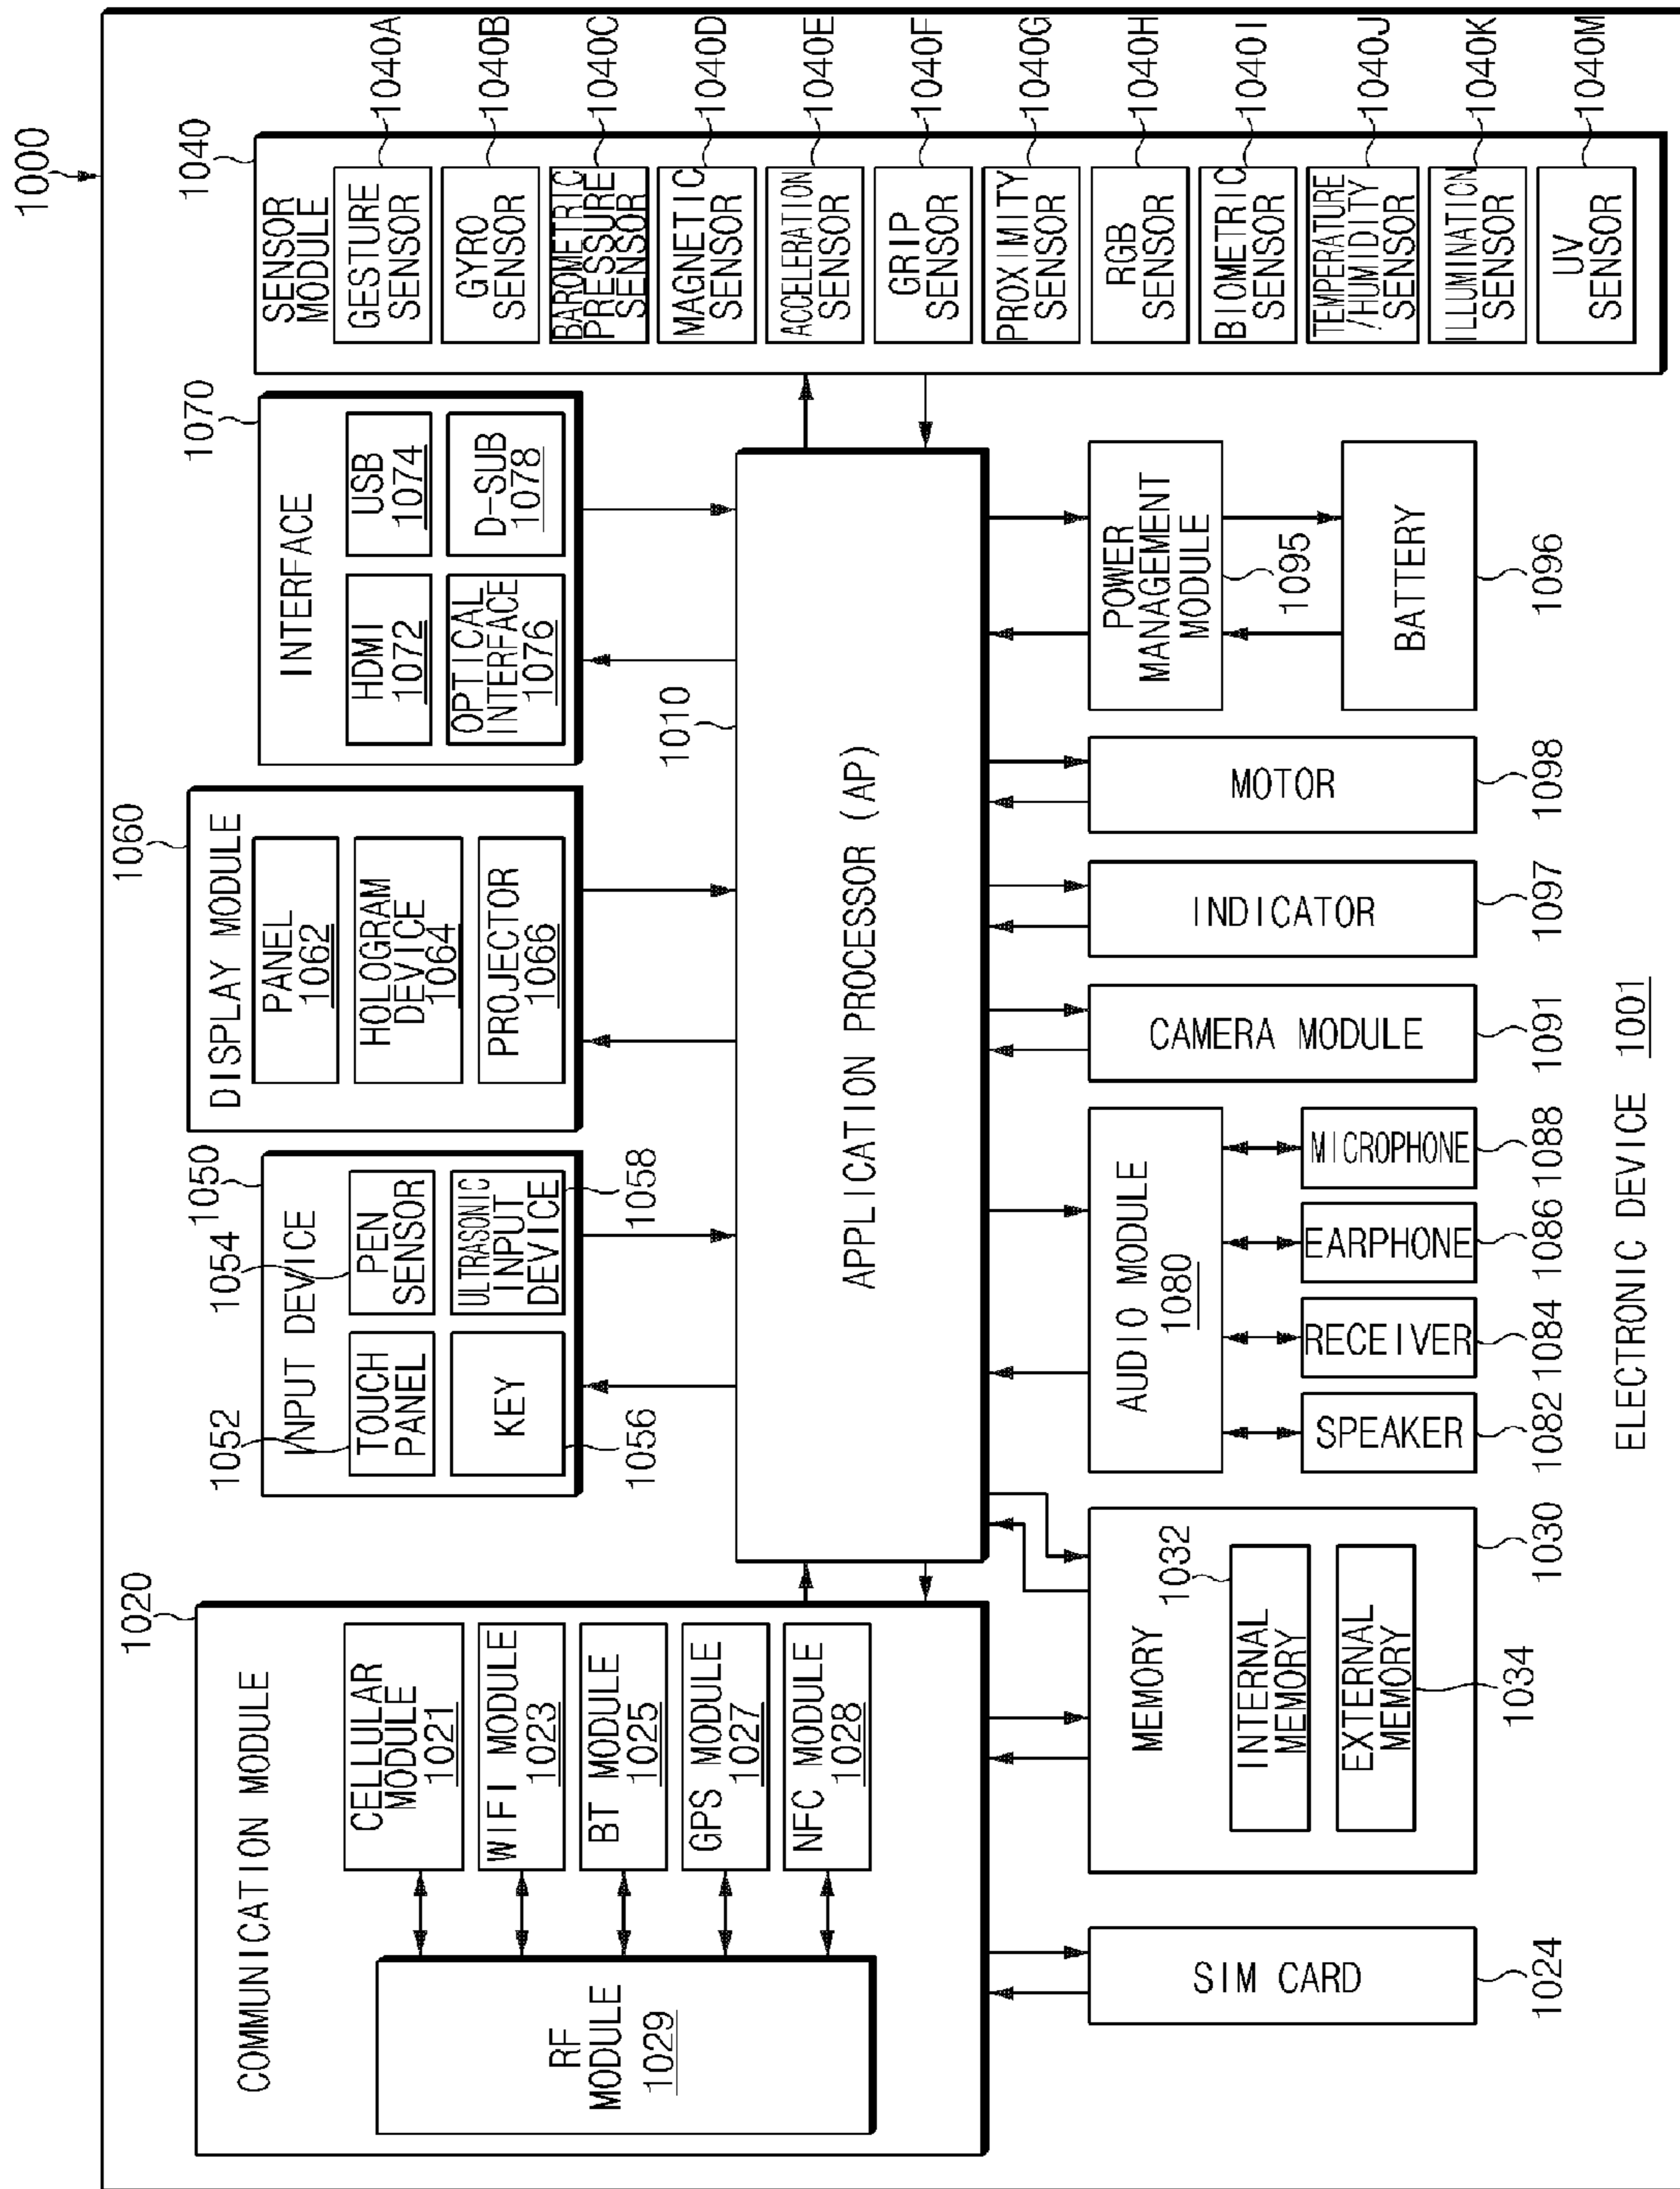 1000
COMMUNICATION MODULE
1020
RF
MODULE
1029
CELLULAR
MODULE
1021
WIFI MODULE
1023
BT MODULE
1025
GPS MODULE
1027
NFC MODULE
1028
INPUT DEVICE
1050
1052
TOUCH
PANEL
1054
PEN
SENSOR
KEY
1056
ULTRASONIC
INPUT
DEVICE
1058
DISPLAY MODULE
1060
PANEL
1062
HOLOGRAM
DEVICE
1064
PROJECTOR
1066
INTERFACE
1070
HDMI
1072
USB
1074
OPTICAL
INTERFACE
1076
D-SUB
1078
SENSOR
MODULE
1040
GESTURE
SENSOR
1040A
GYRO
SENSOR
1040B
BAROMETRIC
PRESSURE
SENSOR
1040C
MAGNETIC
SENSOR
1040D
ACCELERATION
SENSOR
1040E
GRIP
SENSOR
1040F
PROXIMITY
SENSOR
1040G
RGB
SENSOR
1040H
BIOMETRIC
SENSOR
1040I
TEMPERATURE
/HUMIDITY
SENSOR
1040J
ILLUMINATION
SENSOR
1040K
UV
SENSOR
1040M
APPLICATION PROCESSOR (AP)
1010
SIM CARD
1024
MEMORY
1030
INTERNAL
MEMORY
1032
EXTERNAL
MEMORY
1034
AUDIO MODULE
1080
SPEAKER
1082
RECEIVER
1084
EARPHONE
1086
MICROPHONE
1088
CAMERA MODULE
1091
INDICATOR
1097
MOTOR
1098
POWER
MANAGEMENT
MODULE
1095
BATTERY
1096
ELECTRONIC DEVICE 1001